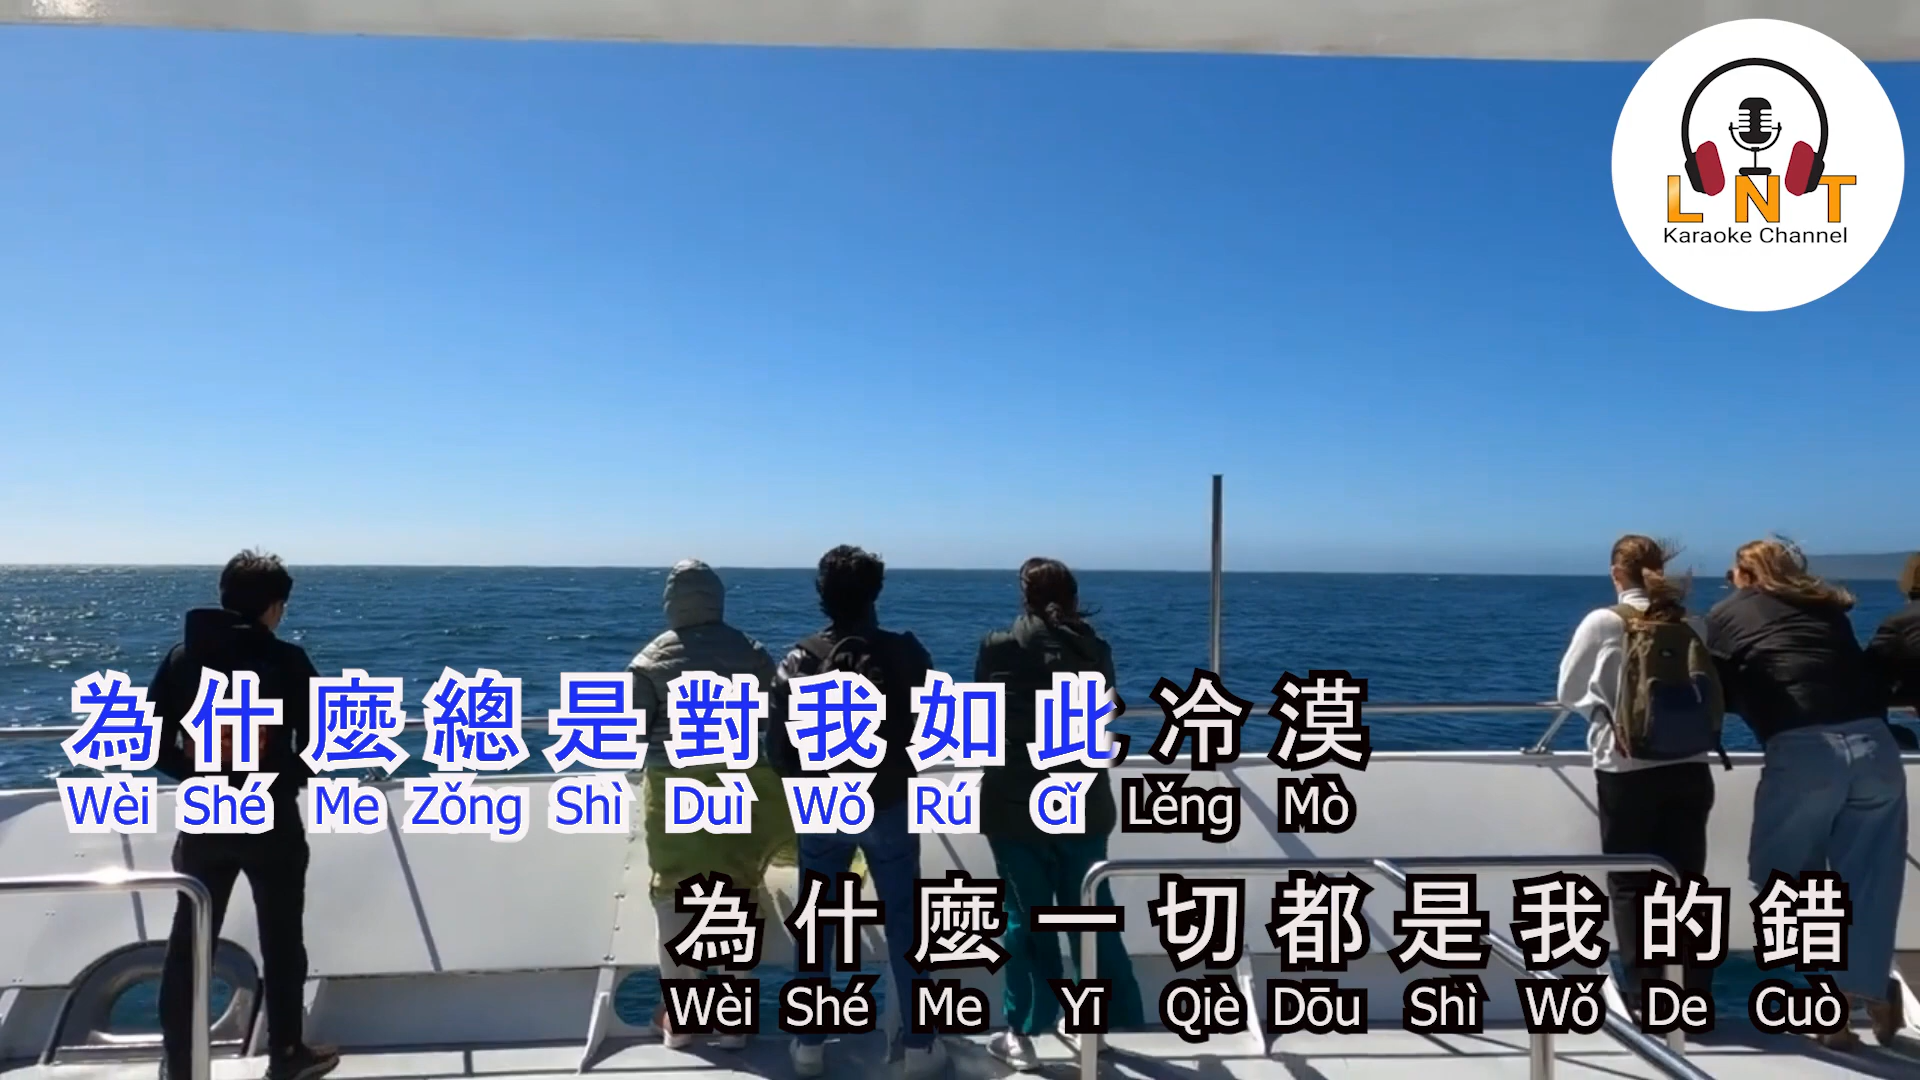 L N T
Karaoke Channel
為什麼總是對我如此冷漠
Wèi Shé Me Zǒng Shì Duì Wǒ Rú Cǐ Lěng Mò
為什麼一切都是我的錯
Wèi Shé Me Yī Qiè Dōu Shì Wǒ De Cuò